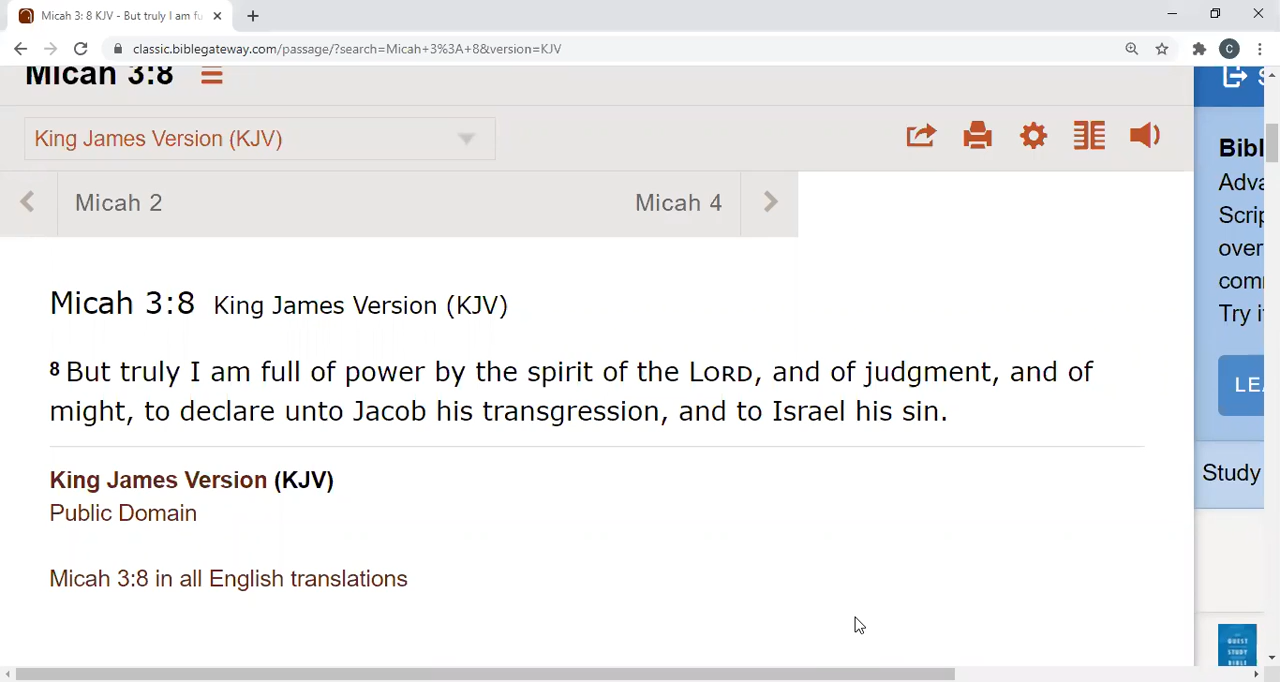 Micah 3: 8 KJV - But truly I am fu
classic.biblegateway.com/passage/?search=Micah+3%3A+8&version=KJV
C
Micah 3:8
King James Version (KJV)
Bibl
Adva
Scrip
over
com
Try i
LEA
Micah 2
Micah 4
Micah 3:8 King James Version (KJV)
8 But truly I am full of power by the spirit of the LORD, and of judgment, and of
might, to declare unto Jacob his transgression, and to Israel his sin.
King James Version (KJV)
Public Domain
Study
Micah 3:8 in all English translations
QUEST
STUDY
BIBLE